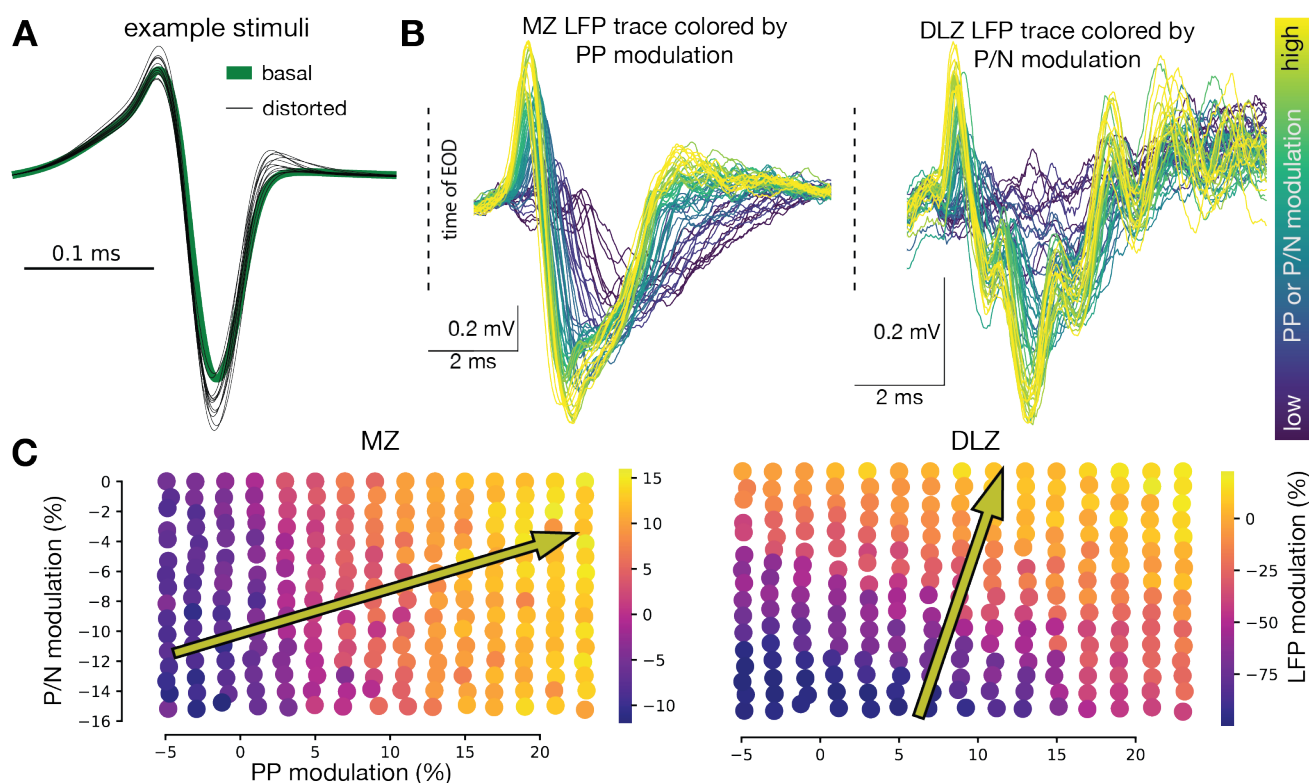 A
example stimuli
basal
distorted
0.1 ms
B
MZ LFP trace colored by
PP modulation
time of EOD
0.2 mV
2 ms
DLZ LFP trace colored by
P/N modulation
0.2 mV
2 ms
high
PP or P/N modulation
low
C
MZ
P/N modulation (%)
0
−2
−4
−6
−8
−10
−12
−14
−16
−5
0
5
10
15
20
PP modulation (%)
15
10
5
0
−5
−10
DLZ
−5
0
5
10
15
20
0
−25
−50
−75
LFP modulation (%)